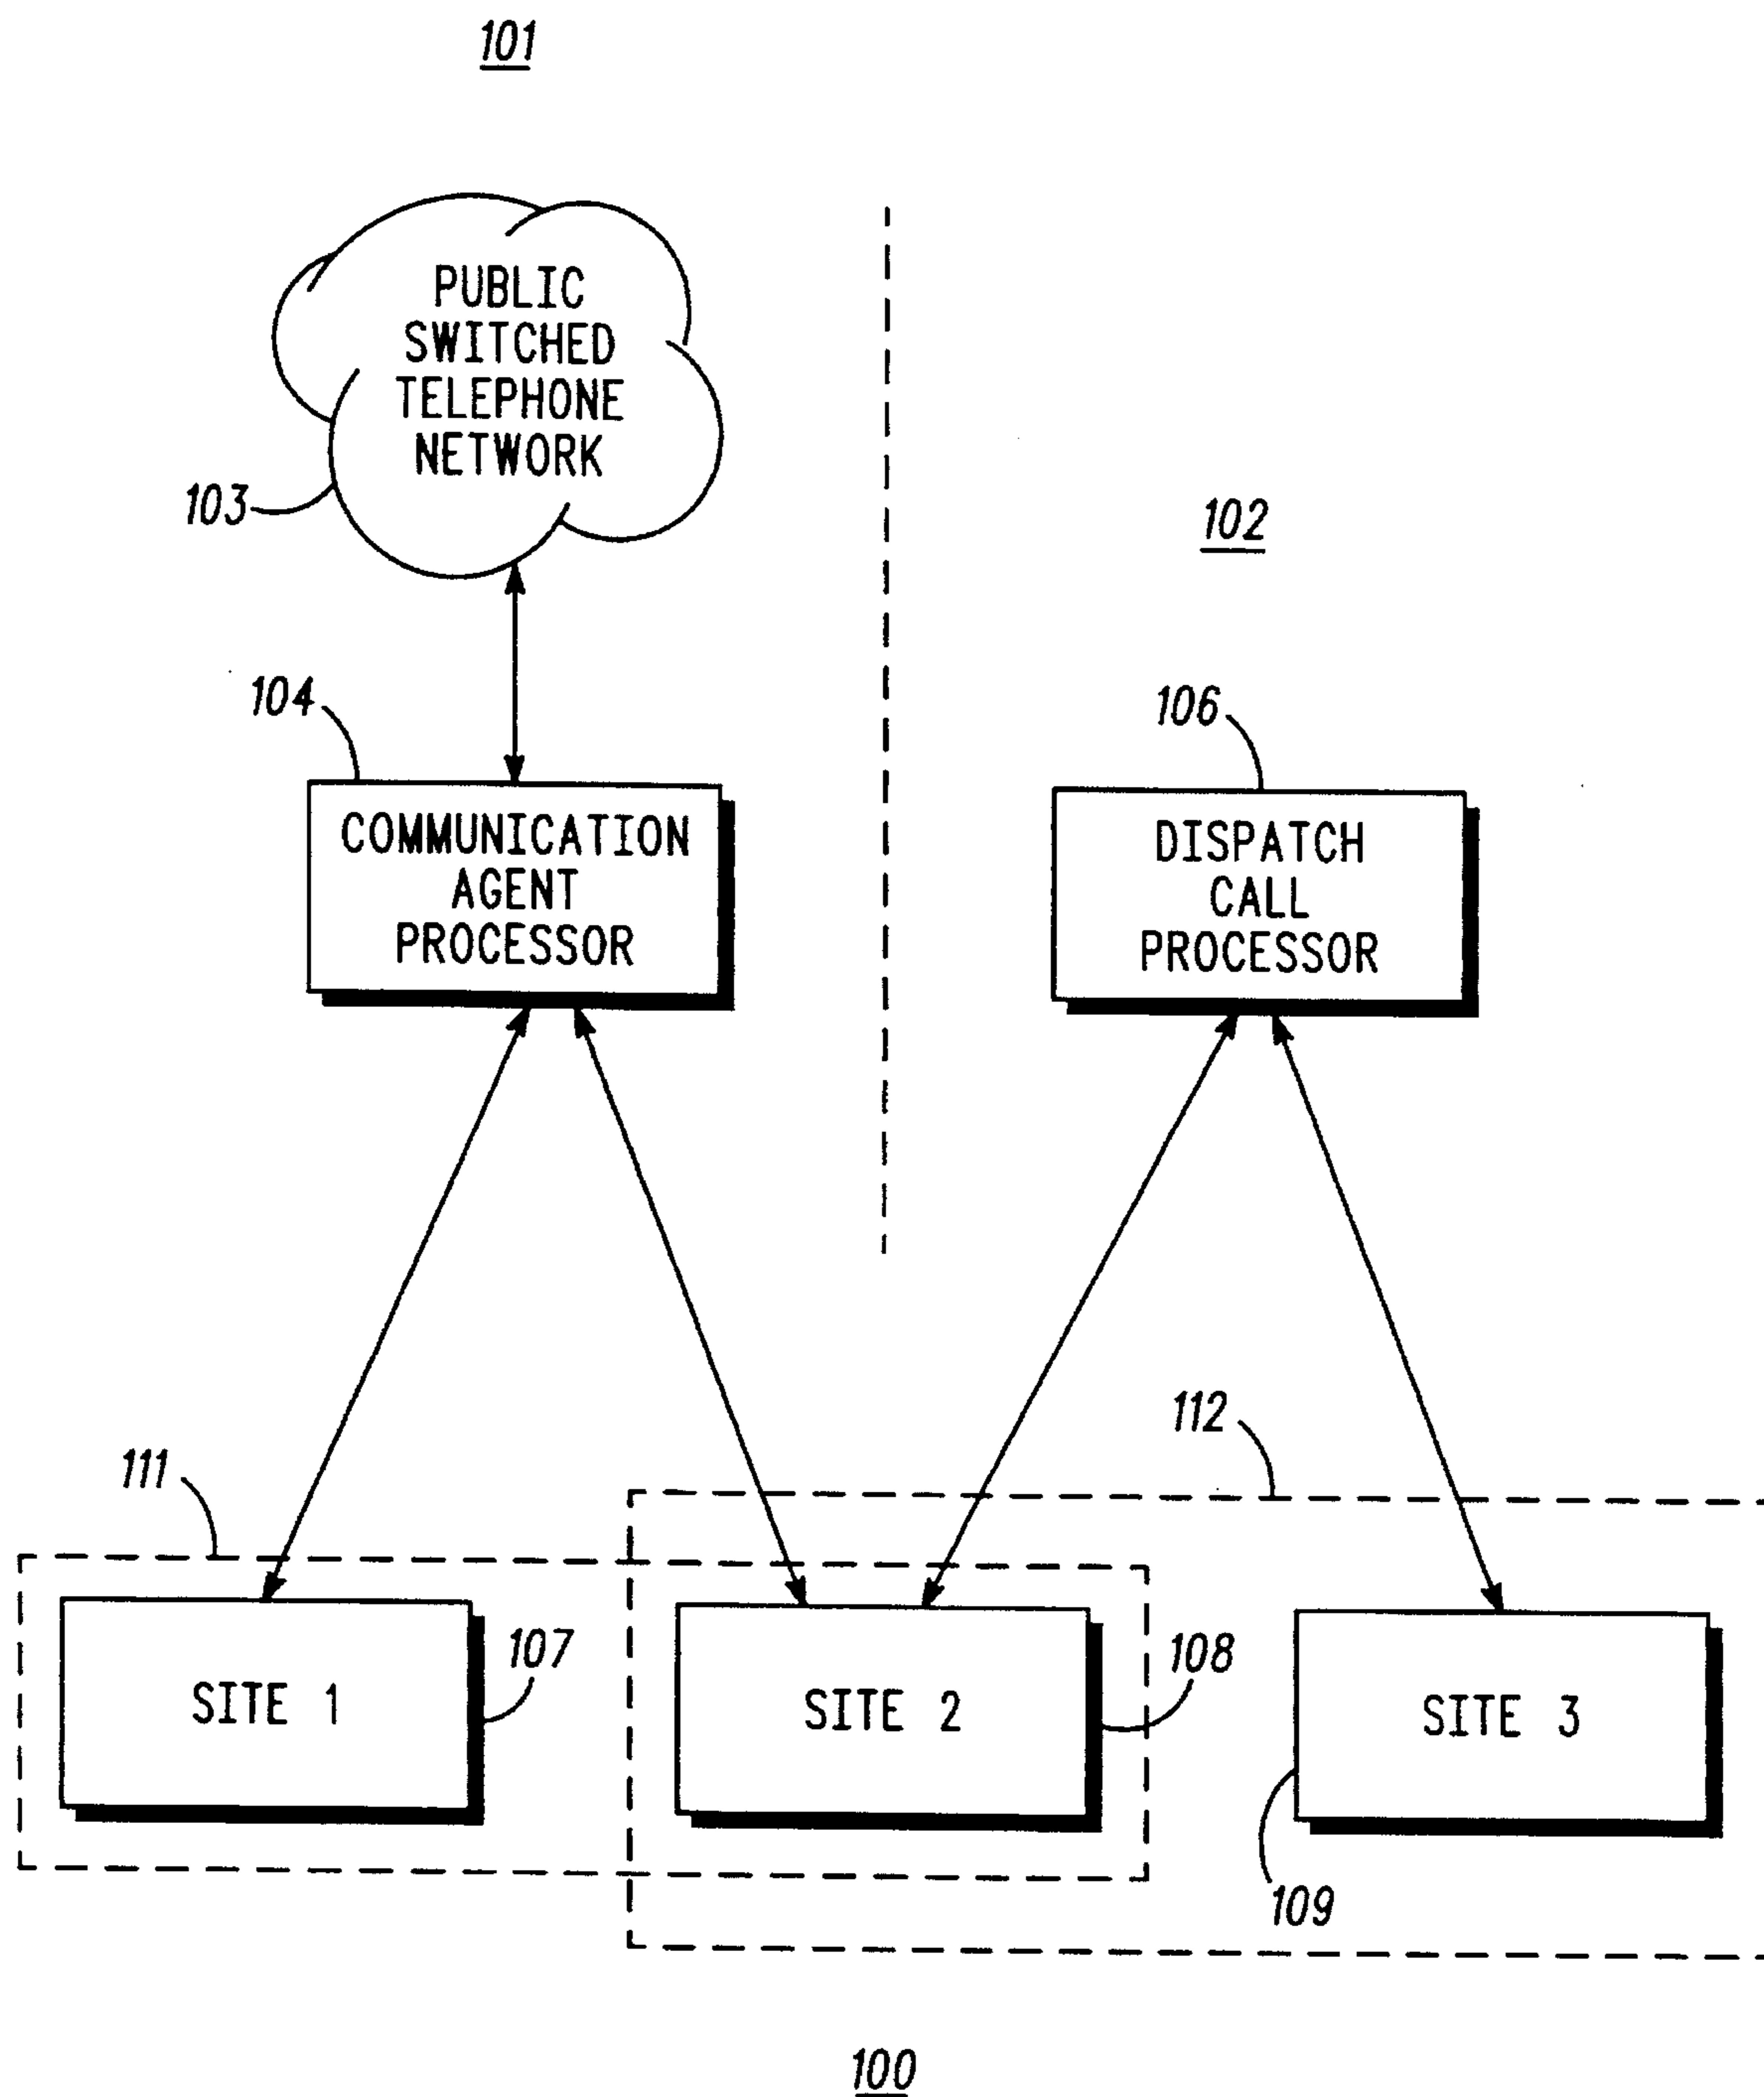 101
PUBLIC
SWITCHED
TELEPHONE
NETWORK
103
102
104
106
COMMUNICATION
AGENT
PROCESSOR
DISPATCH
CALL
PROCESSOR
112
111
107
108
SITE 1
SITE 2
SITE 3
109
100